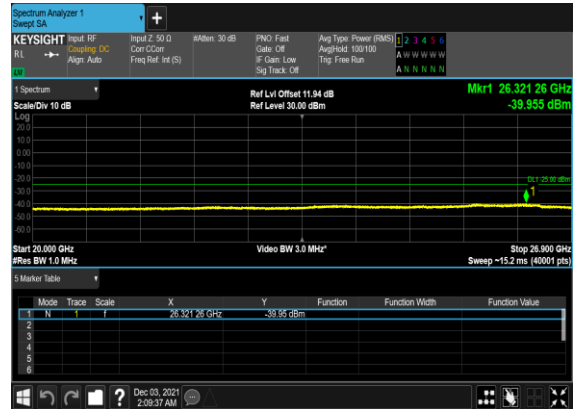 Spectrum Analyzer 1
Swept SA
+
KEYSIGHT
RL
Input: RF
Coupling: DC
Align: Auto
Input Z: 50 Ω
Corr CCorr
Freq Ref: Int (S)
#Atten: 30 dB
PNO: Fast
Gate: Off
IF Gain: Low
Sig Track: Off
Avg Type: Power (RMS)
Avg|Hold: 100/100
Trig: Free Run
1 2 3 4 5 6
A W W W W W
A N N N N N
1 Spectrum
Scale/Div 10 dB
Ref Lvl Offset 11.94 dB
Ref Level 30.00 dBm
Mkr1 26.321 26 GHz
-39.955 dBm
Log
20.0
10.0
0.00
-10.0
-20.0
-30.0
-40.0
-50.0
-60.0
DL1 -25.00 dBm
1
Start 20.000 GHz
#Res BW 1.0 MHz
Video BW 3.0 MHz*
Stop 26.900 GHz
Sweep ~15.2 ms (40001 pts)
5 Marker Table
Mode Trace Scale X Y Function Function Width Function Value
1 N 1 f 26.321 26 GHz -39.95 dBm
2
3
4
5
6
?
Dec 03, 2021
2:09:37 AM